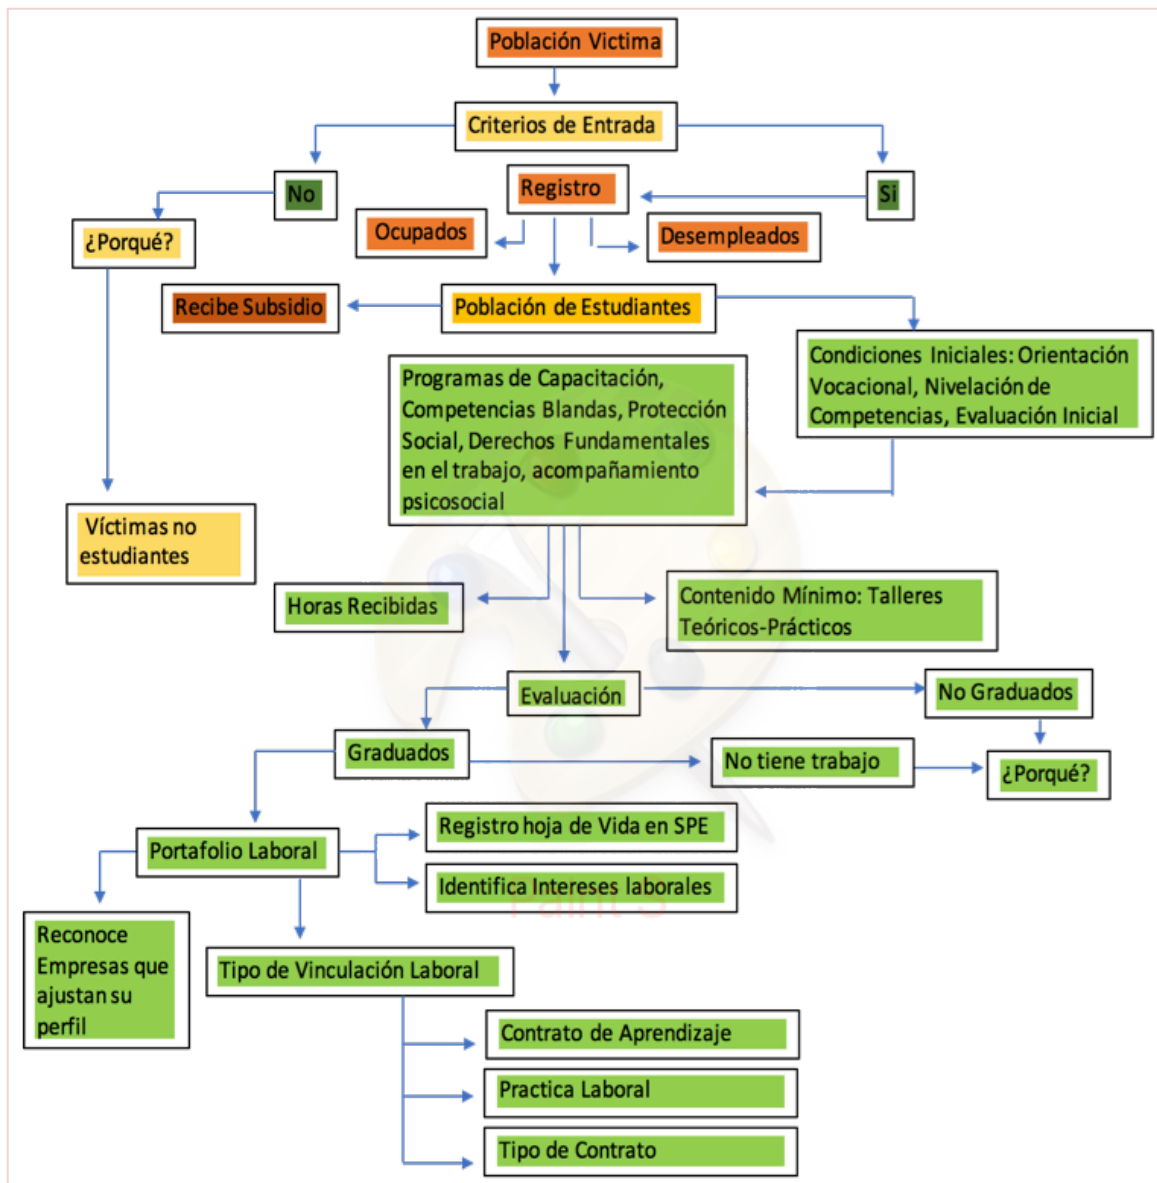 Población Victima
Criterios de Entrada
No
Registro
Si
Ocupados
Desempleados
¿Porqué?
Recibe Subsidio
Población de Estudiantes
Condiciones Iniciales: Orientación
Vocacional, Nivelación de
Competencias, Evaluación Inicial
Programas de Capacitación,
Competencias Blandas, Protección
Social, Derechos Fundamentales
en el trabajo, acompañamiento
psicosocial
Víctimas no
estudiantes
Horas Recibidas
Contenido Mínimo: Talleres
Teóricos-Prácticos
Evaluación
No Graduados
Graduados
No tiene trabajo
¿Porqué?
Registro hoja de Vida en SPE
Portafolio Laboral
Identifica Intereses laborales
Paint S
Reconoce
Empresas que
ajustan su
perfil
Tipo de Vinculación Laboral
Contrato de Aprendizaje
Practica Laboral
Tipo de Contrato